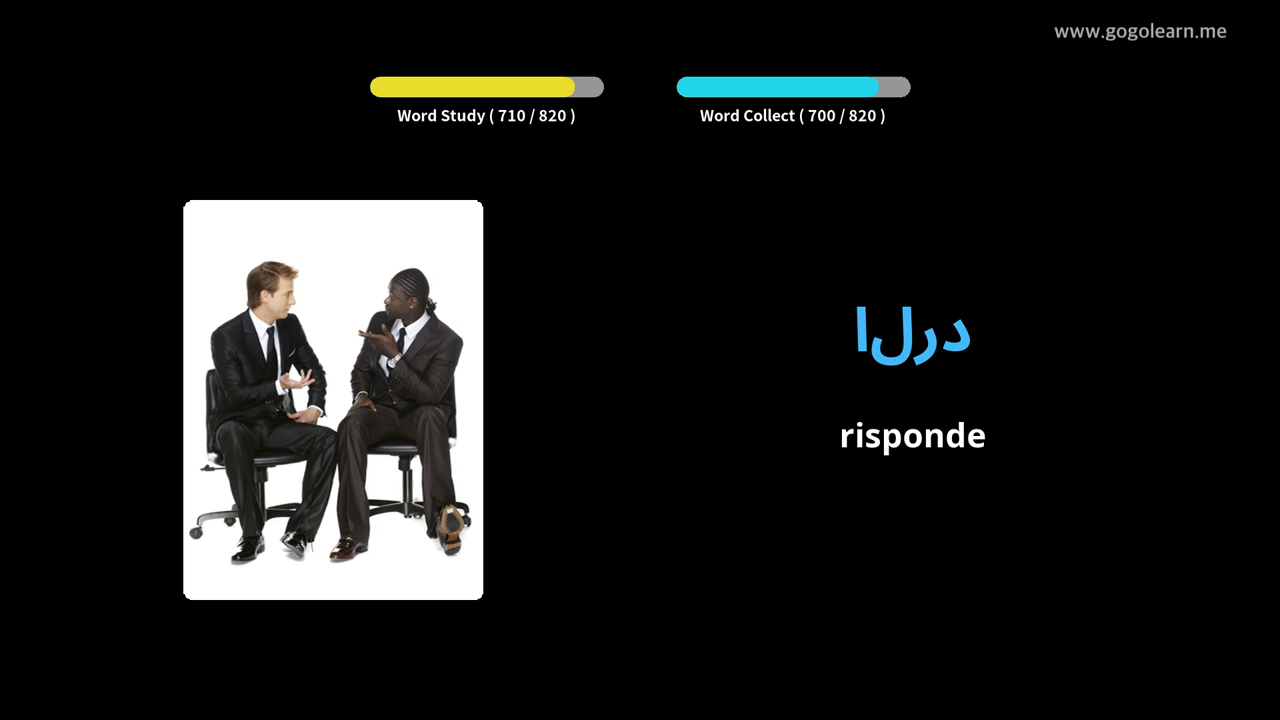 www.gogolearn.me
Word Study ( 710 / 820 )
Word Collect ( 700 / 820 )
الرد
risponde